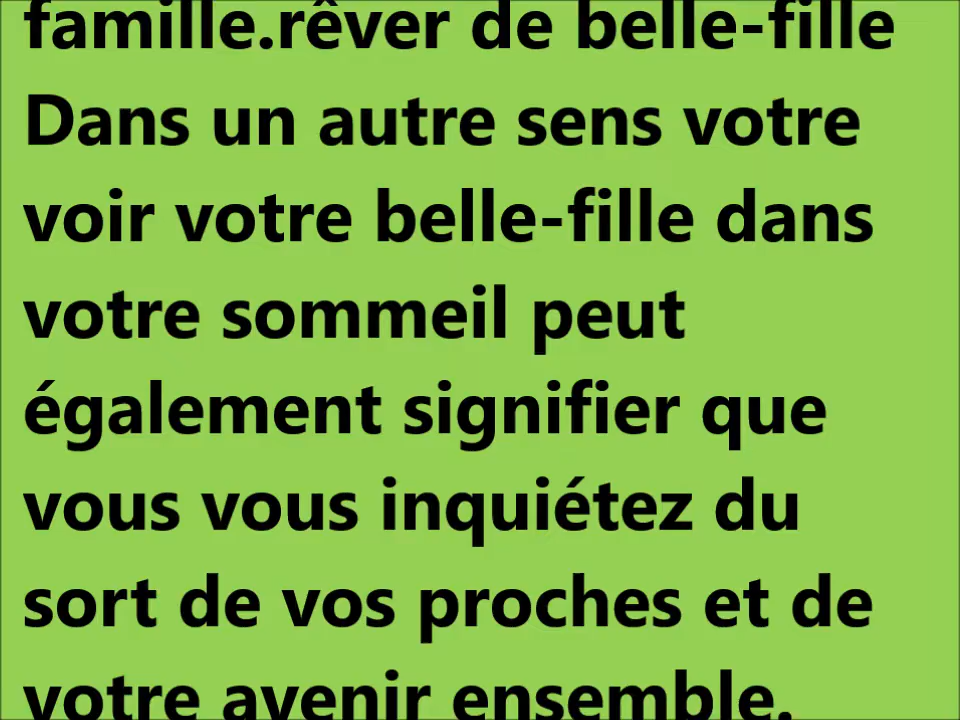 famille.rêver de belle-fille
Dans un autre sens votre
voir votre belle-fille dans
votre sommeil peut
également signifier que
vous vous inquiétez du
sort de vos proches et de
votre avenir ensemble.